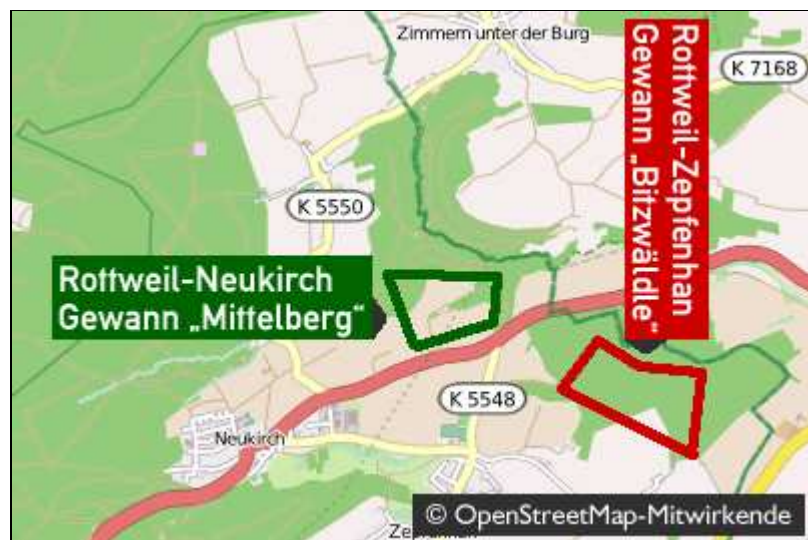 Zimmern unter der Burg
K 7168
Rottweil-Zepfenhan
Gewann „Bitzwäldle“
K 5550
Rottweil-Neukirch
Gewann „Mittelberg“
K 5548
Neukirch
© OpenStreetMap-Mitwirkende